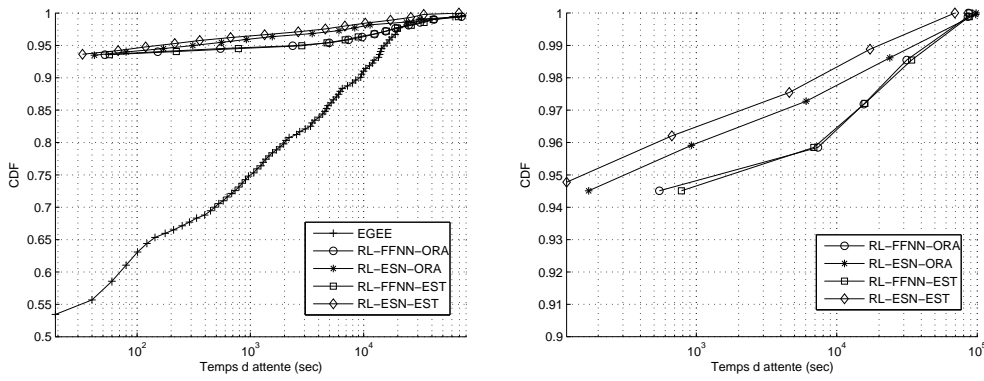 1
0.95
0.9
0.85
0.8
0.75
0.7
0.65
0.6
0.55
0.5
CDF
10^2
10^3
10^4
Temps d attente (sec)
EGEE
RL-FFNN-ORA
RL-ESN-ORA
RL-FFNN-EST
RL-ESN-EST
1
0.99
0.98
0.97
0.96
0.95
0.94
0.93
0.92
0.91
0.9
CDF
10^3
10^4
10^5
Temps d attente (sec)
RL-FFNN-ORA
RL-ESN-ORA
RL-FFNN-EST
RL-ESN-EST